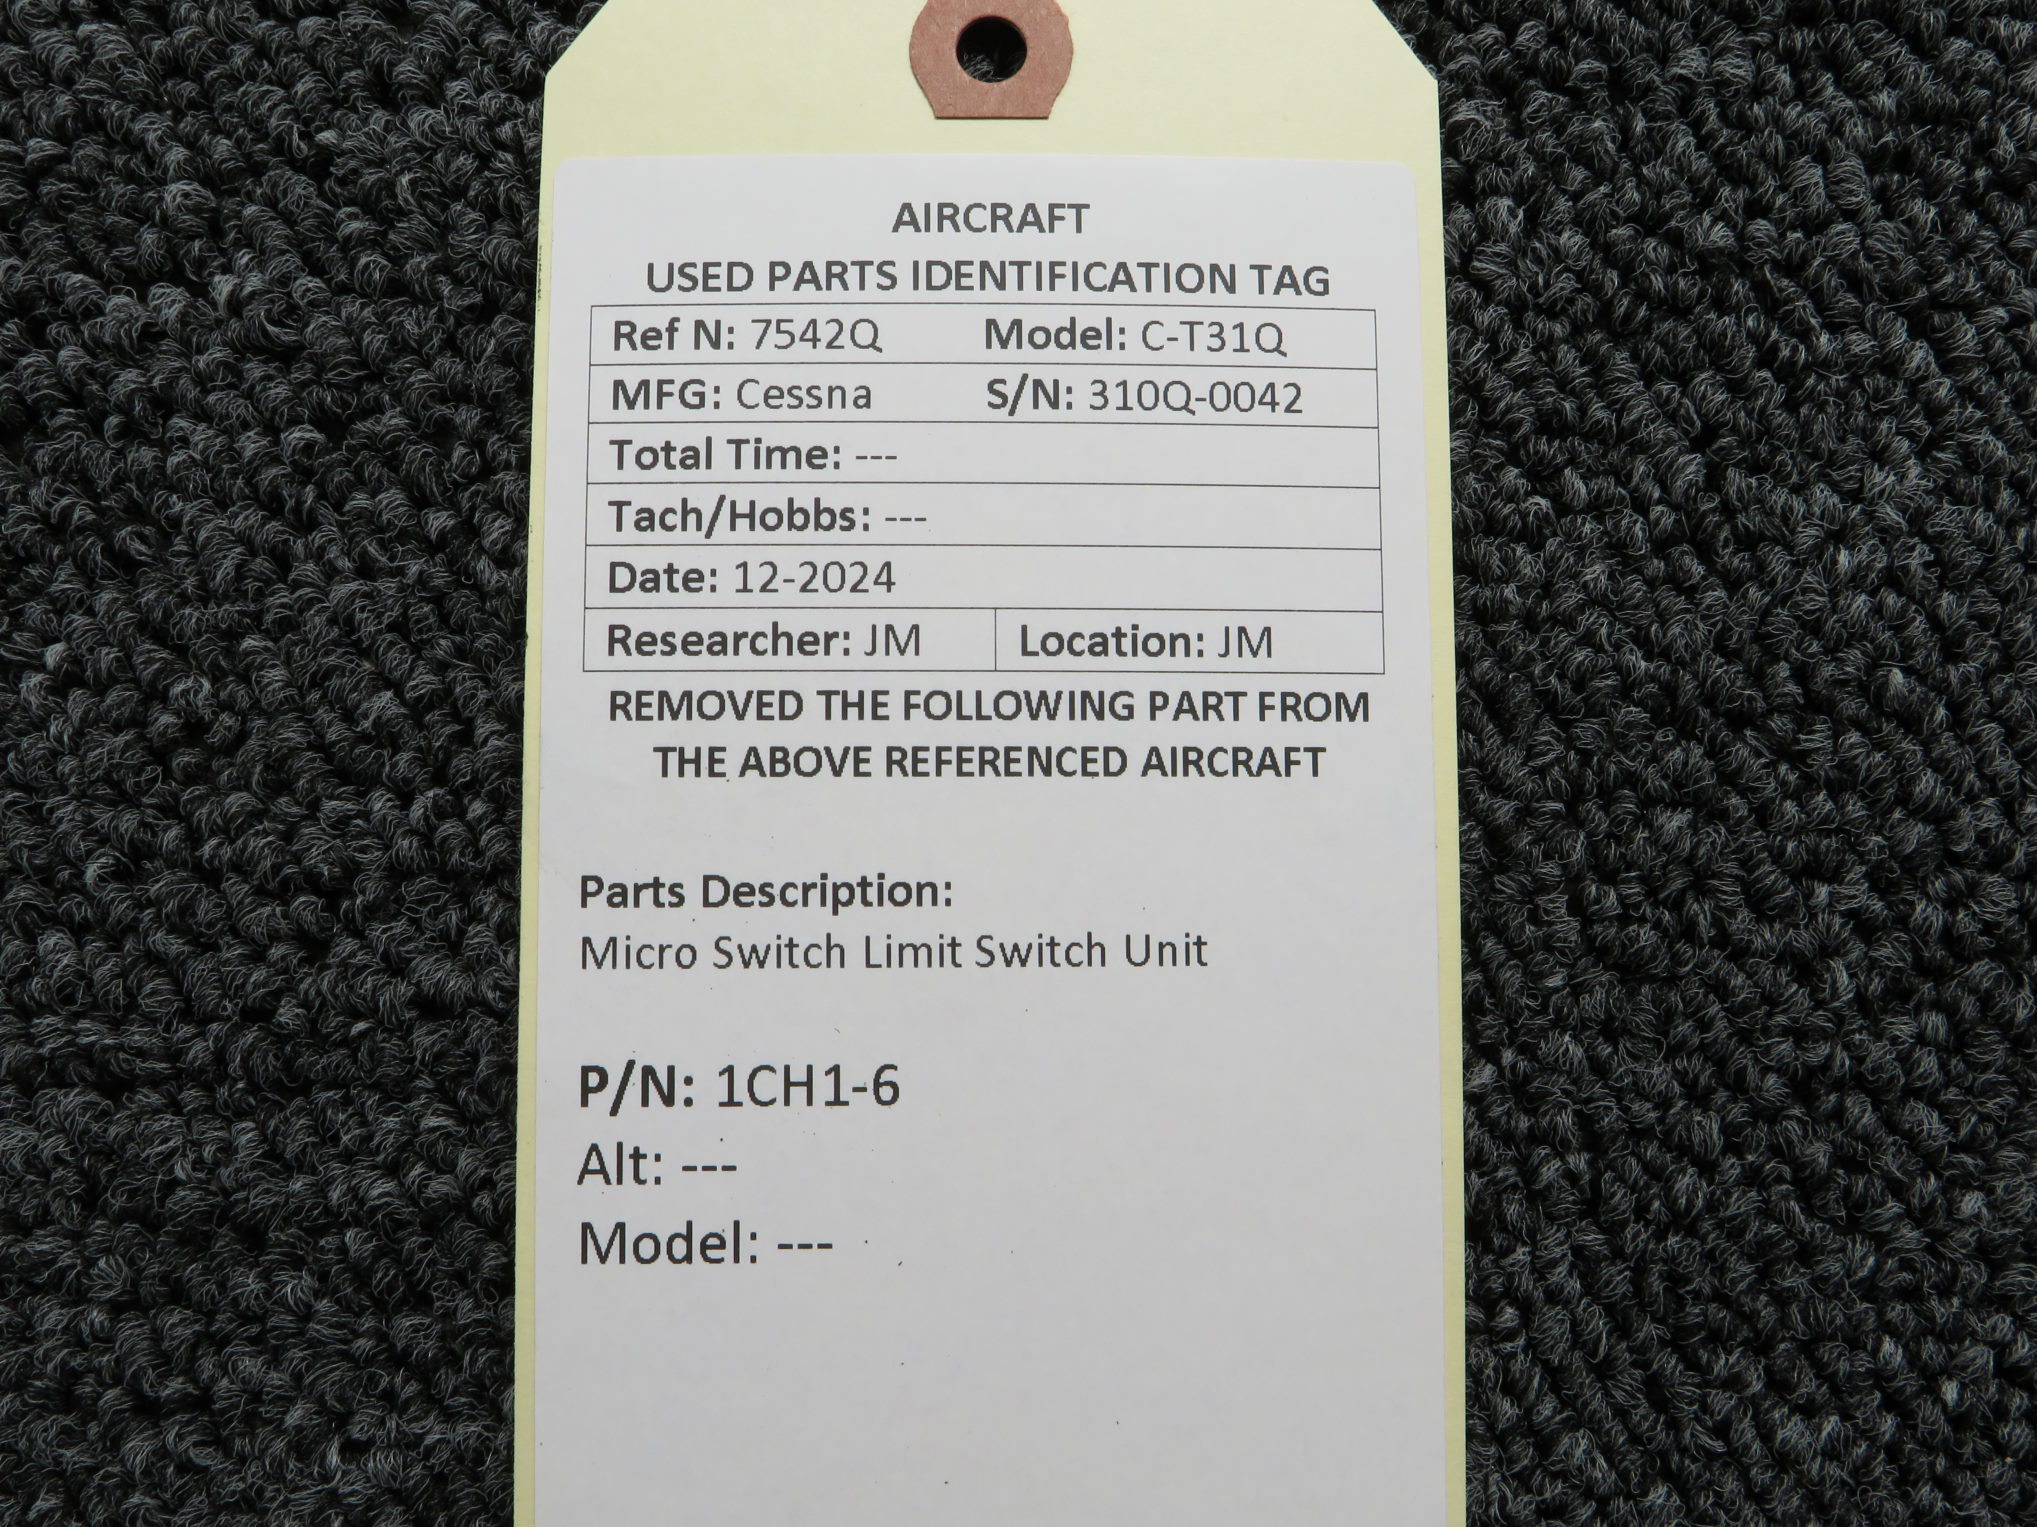 AIRCRAFT
USED PARTS IDENTIFICATION TAG
Ref N: 7542Q Model: C-T31Q
MFG: Cessna S/N: 310Q-0042
Total Time: ---
Tach/Hobbs: ---
Date: 12-2024
Researcher: JM Location: JM
REMOVED THE FOLLOWING PART FROM
THE ABOVE REFERENCED AIRCRAFT
Parts Description:
Micro Switch Limit Switch Unit
P/N: 1CH1-6
Alt: ---
Model: ---